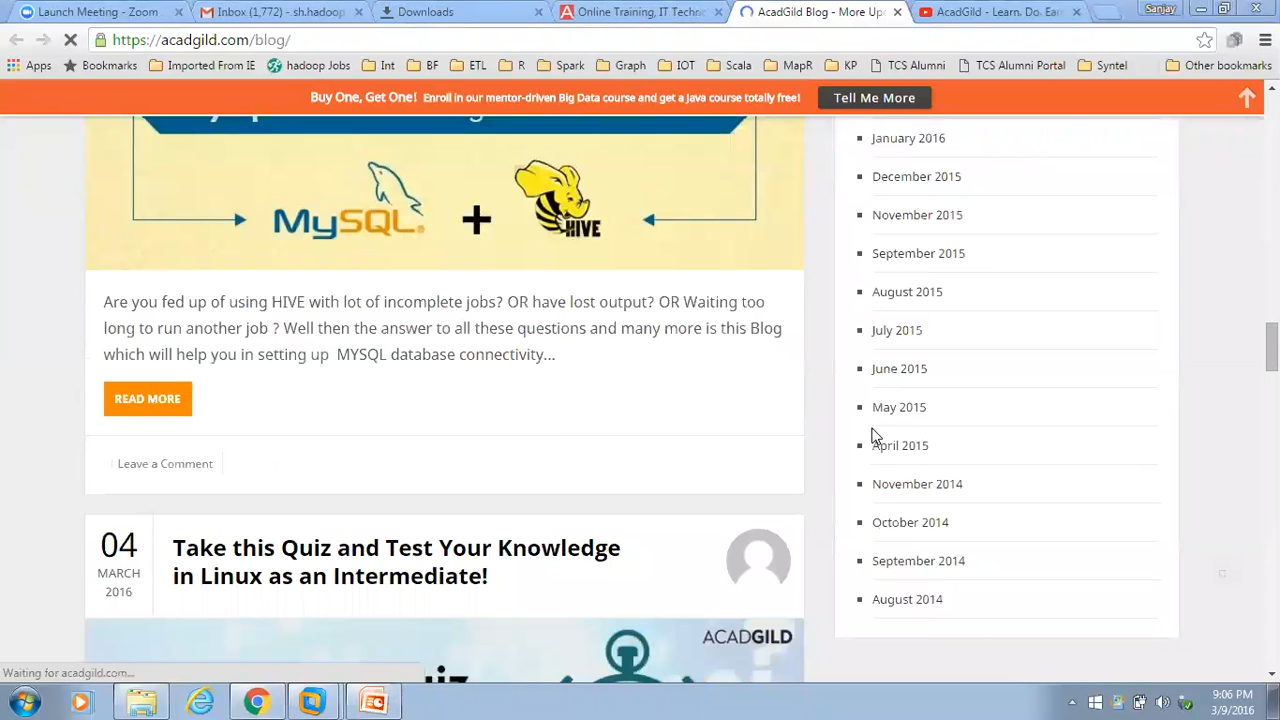 Launch Meeting - Zoom
Inbox (1,772) - sh.hadoop
Downloads
Online Training, IT Techni
AcadGild Blog - More Up
AcadGild - Learn. Do. Ear
Sanjay
https://acadgild.com/blog/
Apps
Bookmarks
Imported From IE
hadoop Jobs
Int
BF
ETL
R
Spark
Graph
IOT
Scala
MapR
KP
TCS Alumni
TCS Alumni Portal
Syntel
Other bookmarks
Buy One, Get One! Enroll in our mentor-driven Big Data course and get a Java course totally free!
Tell Me More
MySQL
+
HIVE
Are you fed up of using HIVE with lot of incomplete jobs? OR have lost output? OR Waiting too
long to run another job ? Well then the answer to all these questions and many more is this Blog
which will help you in setting up MYSQL database connectivity...
READ MORE
Leave a Comment
04
MARCH
2016
Take this Quiz and Test Your Knowledge
in Linux as an Intermediate!
ACADGILD
January 2016
December 2015
November 2015
September 2015
August 2015
July 2015
June 2015
May 2015
April 2015
November 2014
October 2014
September 2014
August 2014
Waiting for acadgild.com...
9:06 PM
3/9/2016